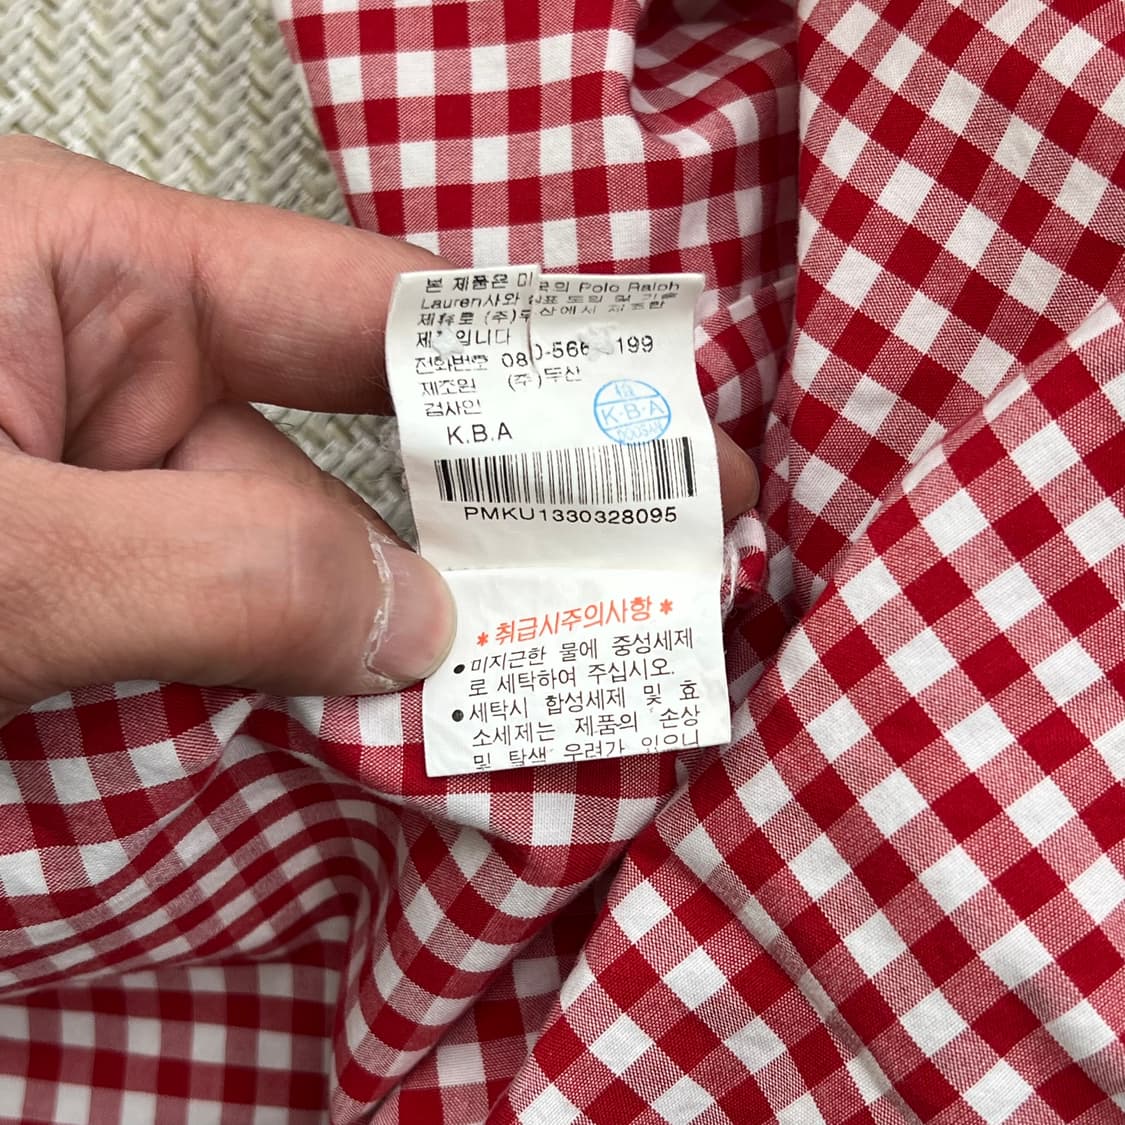 본 제품은 미국의 Polo Ralph
Lauren사와 상표 도입 및 기술
제휴로 (주)두산에서 제조한
제품입니다
전화번호 080-566 199
제조원 (주)두산
검사인
檢
K·B·A
K.B.A
PMKU1330328095
* 취급시주의사항 *
● 미지근한 물에 중성세제
로 세탁하여 주십시오.
● 세탁시 합성세제 및 효
소세제는 제품의 손상
및 탈색 우려가 있으니